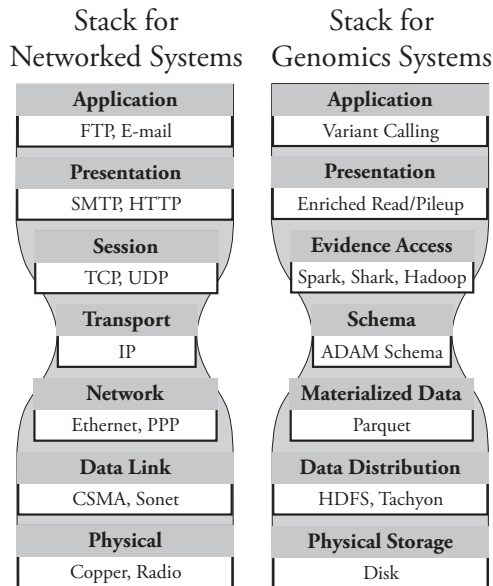 Stack for
Networked Systems
Application
FTP, E-mail
Presentation
SMTP, HTTP
Session
TCP, UDP
Transport
IP
Network
Ethernet, PPP
Data Link
CSMA, Sonet
Physical
Copper, Radio
Stack for
Genomics Systems
Application
Variant Calling
Presentation
Enriched Read/Pileup
Evidence Access
Spark, Shark, Hadoop
Schema
ADAM Schema
Materialized Data
Parquet
Data Distribution
HDFS, Tachyon
Physical Storage
Disk